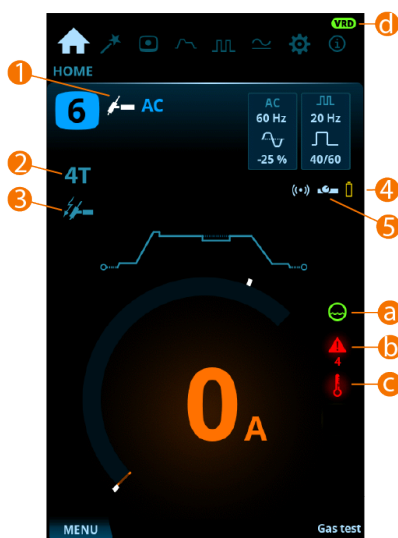 VRD
d
HOME
1
6
AC
AC
60 Hz
-25 %
20 Hz
40/60
2
4T
3
4
5
a
b
4
c
0 A
MENU
Gas test